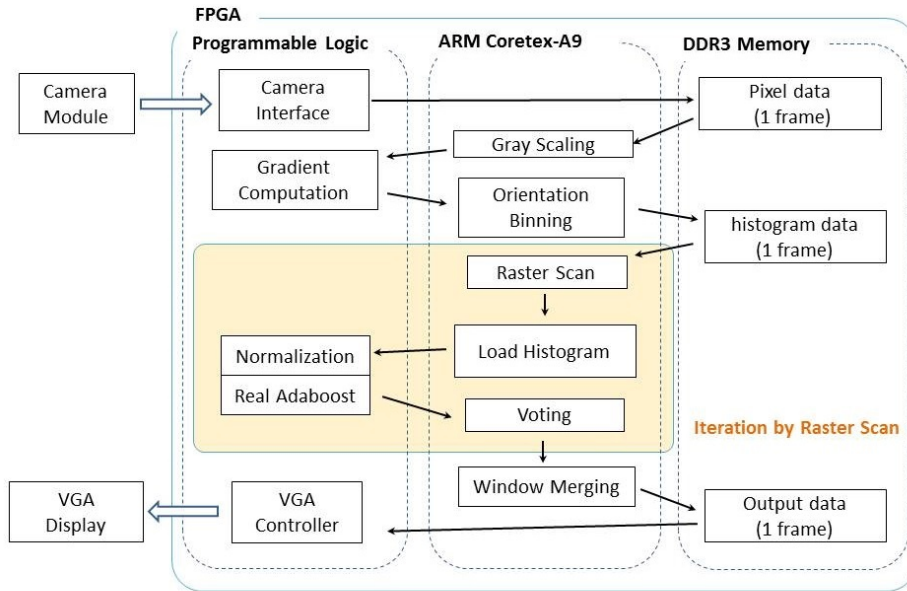 FPGA
Programmable Logic
ARM Coretex-A9
DDR3 Memory
Camera
Module
Camera
Interface
Pixel data
(1 frame)
Gray Scaling
Gradient
Computation
Orientation
Binning
histogram data
(1 frame)
Raster Scan
Load Histogram
Normalization
Real Adaboost
Voting
Iteration by Raster Scan
Window Merging
VGA
Display
VGA
Controller
Output data
(1 frame)